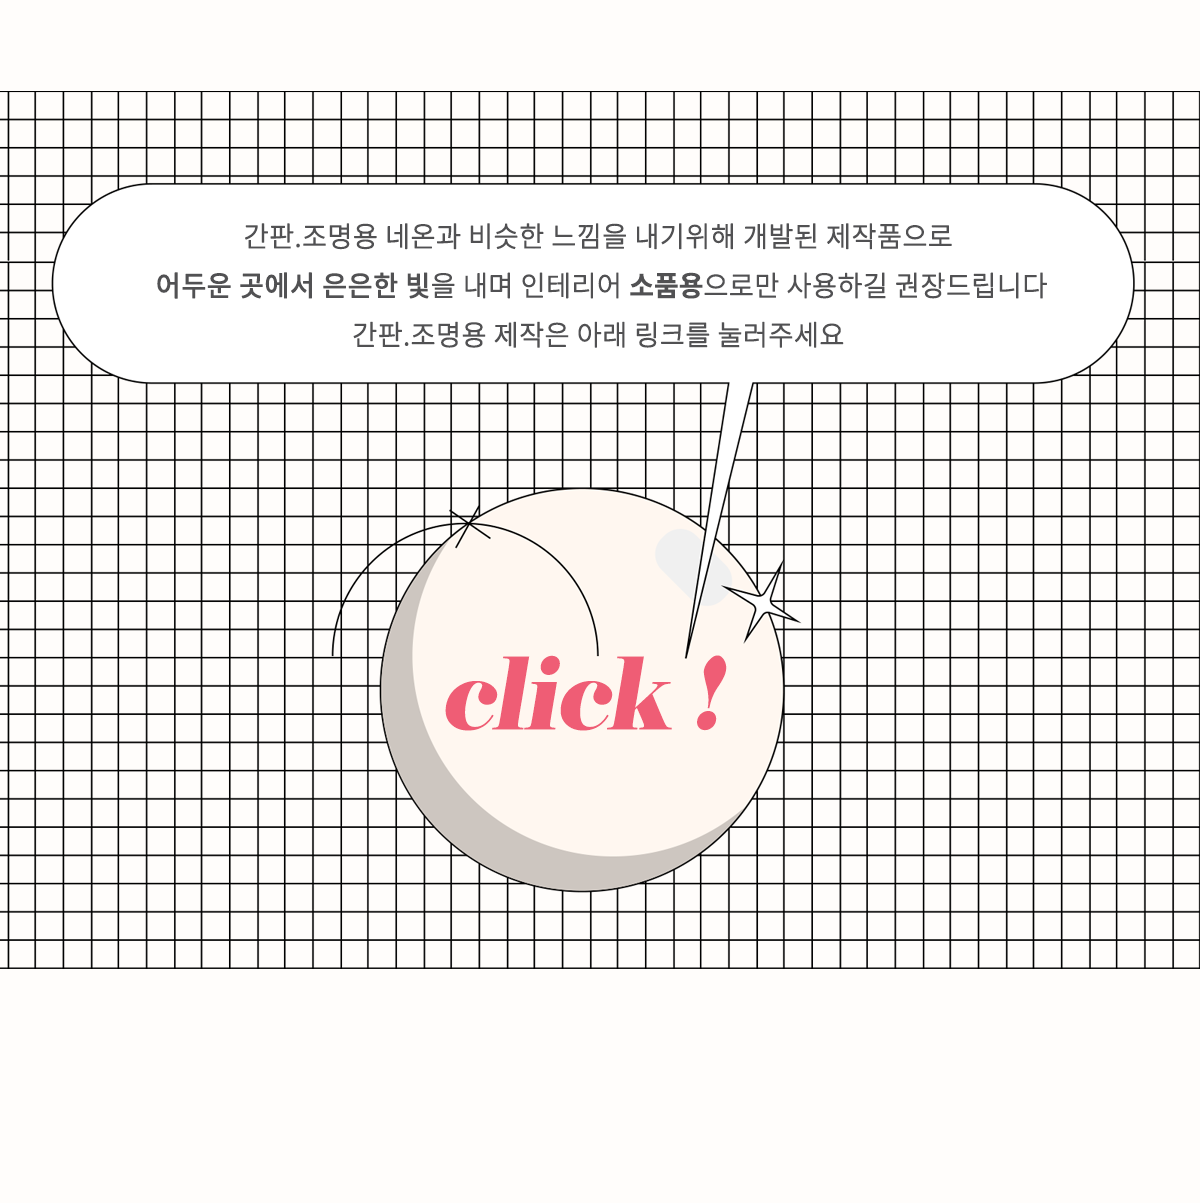 간판.조명용 네온과 비슷한 느낌을 내기위해 개발된 제작품으로
어두운 곳에서 은은한 빛을 내며 인테리어 소품용으로만 사용하길 권장드립니다
간판.조명용 제작은 아래 링크를 눌러주세요
click !